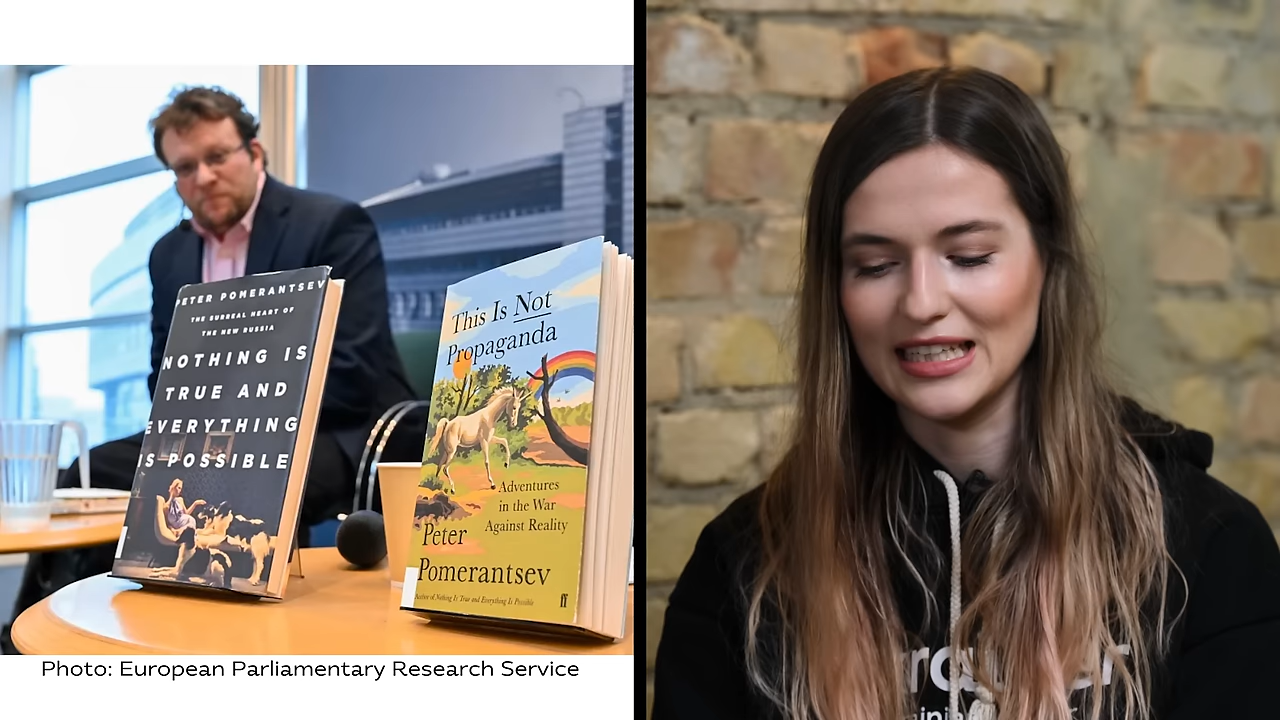 PETER POMERANTSEV
THE SURREAL HEART OF
THE NEW RUSSIA
NOTHING IS
TRUE AND
EVERYTHING
IS POSSIBLE
This Is Not
Propaganda
Adventures
in the War
Against Reality
Peter
Pomerantsev
Author of Nothing Is True and Everything Is Possible
ff
Photo: European Parliamentary Research Service